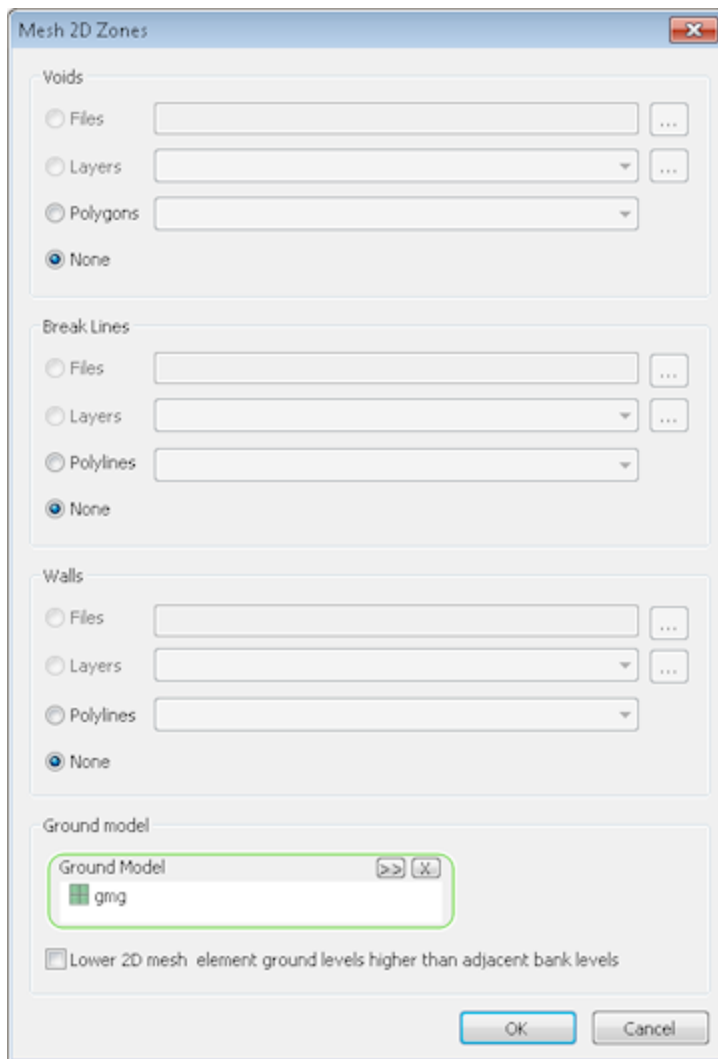 Mesh 2D Zones
Voids
Files ...
Layers ...
Polygons
None
Break Lines
Files ...
Layers ...
Polylines
None
Walls
Files ...
Layers ...
Polylines
None
Ground model
Ground Model >> X
gmg
Lower 2D mesh element ground levels higher than adjacent bank levels
OK Cancel